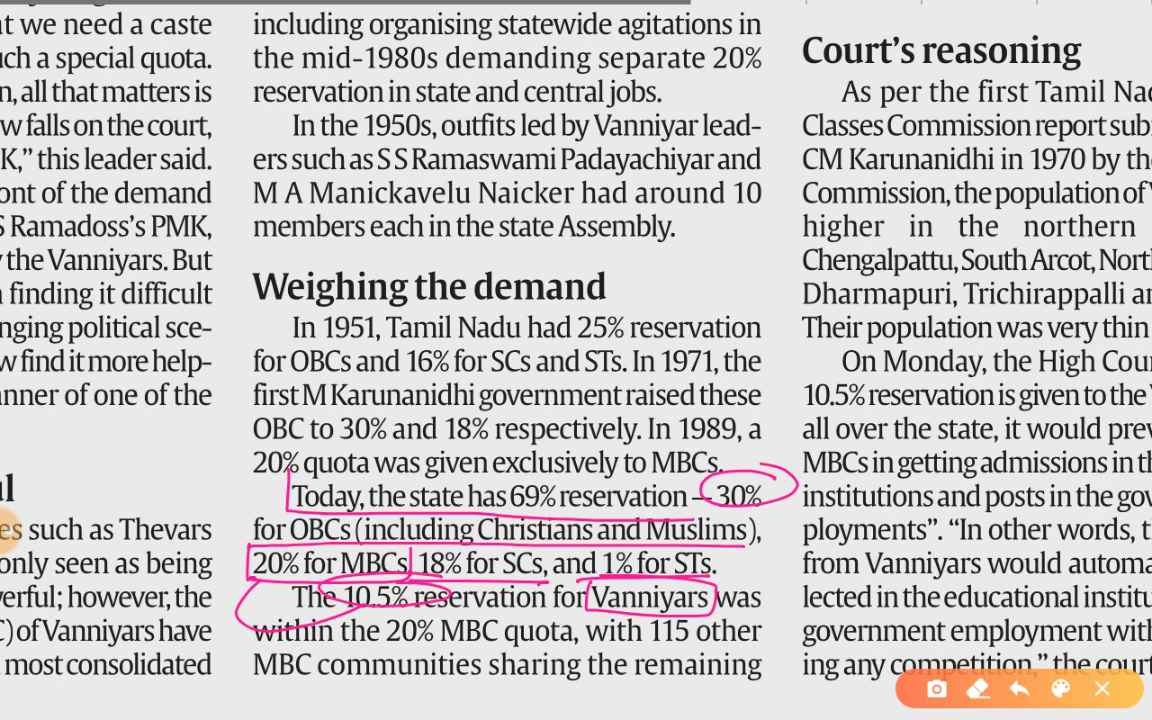 t we need a caste
ch a special quota.
n, all that matters is
w falls on the court,
K,” this leader said.
ont of the demand
S Ramadoss’s PMK,
the Vanniyars. But
finding it difficult
nging political sce-
w find it more help-
nner of one of the
es such as Thevars
only seen as being
erful; however, the
C) of Vanniyars have
most consolidated
including organising statewide agitations in
the mid-1980s demanding separate 20%
reservation in state and central jobs.
In the 1950s, outfits led by Vanniyar lead-
ers such as S S Ramaswami Padayachiyar and
M A Manickavelu Naicker had around 10
members each in the state Assembly.
Weighing the demand
In 1951, Tamil Nadu had 25% reservation
for OBCs and 16% for SCs and STs. In 1971, the
first M Karunanidhi government raised these
OBC to 30% and 18% respectively. In 1989, a
20% quota was given exclusively to MBCs.
Today, the state has 69% reservation — 30%
for OBCs (including Christians and Muslims),
20% for MBCs, 18% for SCs, and 1% for STs.
The 10.5% reservation for Vanniyars was
within the 20% MBC quota, with 115 other
MBC communities sharing the remaining
Court’s reasoning
As per the first Tamil Nad
Classes Commission report sub
CM Karunanidhi in 1970 by th
Commission, the population of
higher in the northern
Chengalpattu, South Arcot, Nort
Dharmapuri, Trichirappalli a
Their population was very thin
On Monday, the High Cour
10.5% reservation is given to the
all over the state, it would prev
MBCs in getting admissions in th
institutions and posts in the gov
ployments”. “In other words, t
from Vanniyars would automa
lected in the educational institu
government employment with
ing any competition,” the court